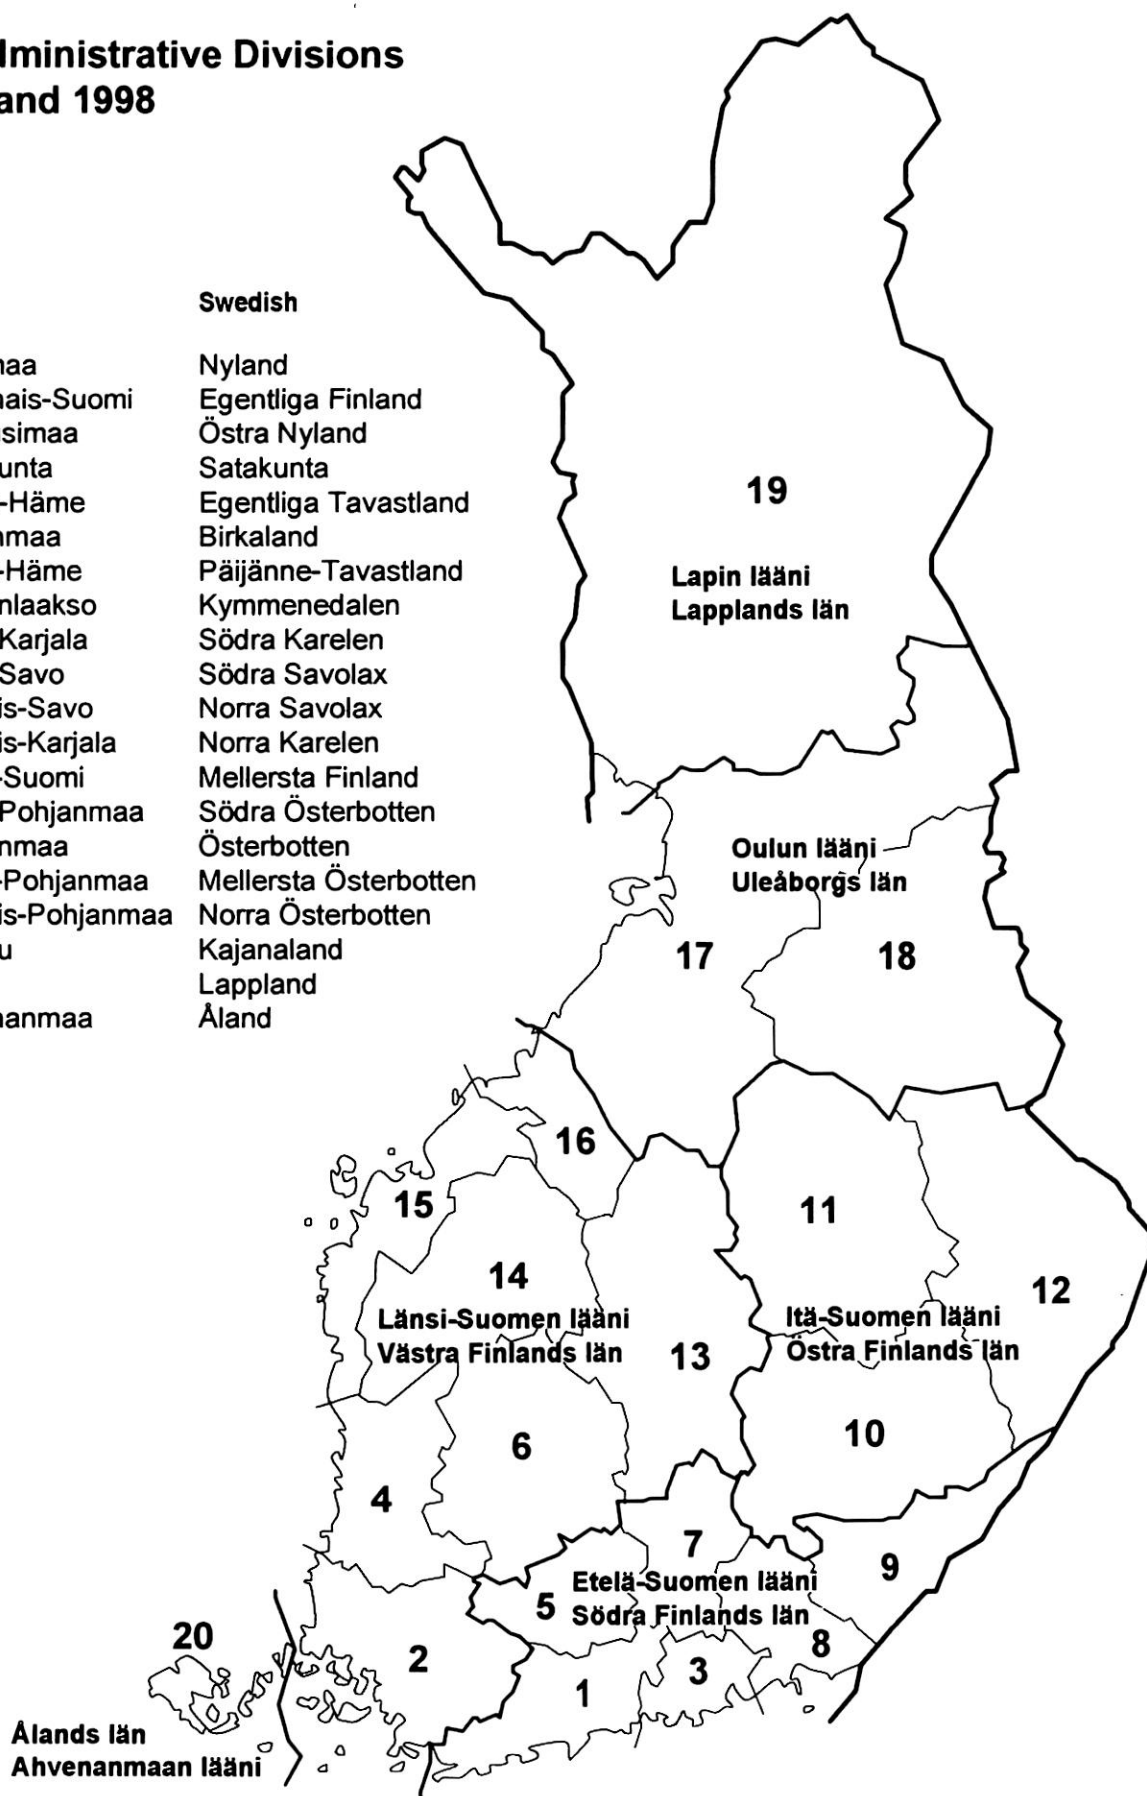 dministrative Divisions
and 1998
Swedish
naa Nyland
nais-Suomi Egentliga Finland
simaa Östra Nyland
unta Satakunta
-Häme Egentliga Tavastland
nmaa Birkaland
-Häme Päijänne-Tavastland
nlaakso Kymmenedalen
Karjala Södra Karelen
Savo Södra Savolax
is-Savo Norra Savolax
is-Karjala Norra Karelen
-Suomi Mellersta Finland
Pohjanmaa Södra Österbotten
nmaa Österbotten
-Pohjanmaa Mellersta Österbotten
is-Pohjanmaa Norra Österbotten
u Kajanaland
Lappland
nanmaa Åland
19
Lapin lääni
Lapplands län
Oulun lääni
Uleåborgs län
17
18
16
15
11
14
12
Länsi-Suomen lääni
Västra Finlands län
Itä-Suomen lääni
Östra Finlands län
13
10
6
4
7
9
Etelä-Suomen lääni
Södra Finlands län
5
8
20
2
3
1
Ålands län
Ahvenanmaan lääni